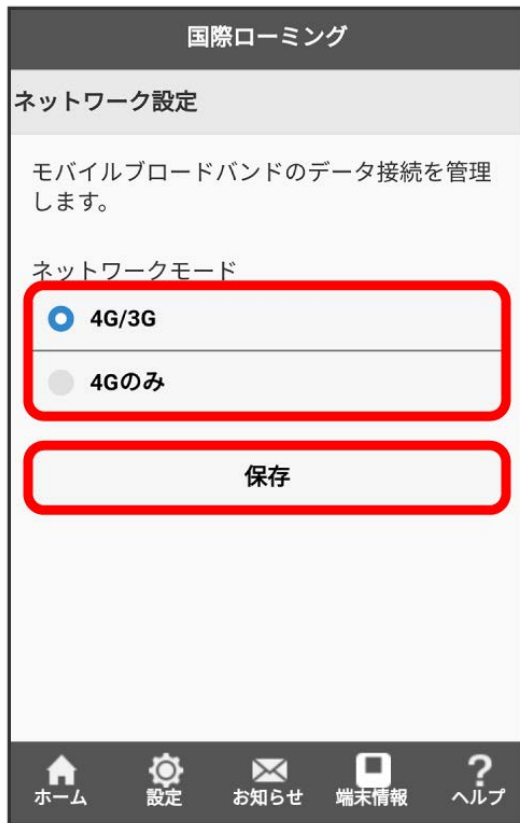 国際ローミング
ネットワーク設定
モバイルブロードバンドのデータ接続を管理
します。
ネットワークモード
4G/3G
4Gのみ
保存
ホーム 設定 お知らせ 端末情報 ヘルプ